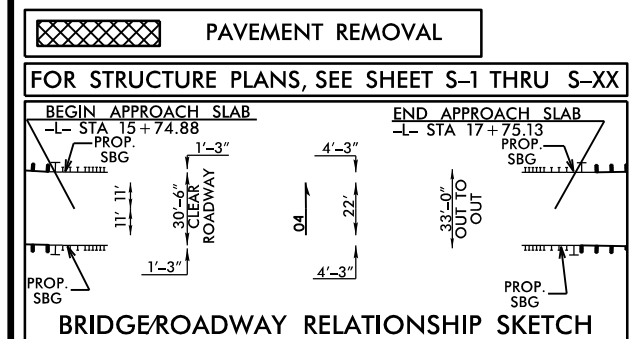 PAVEMENT REMOVAL
FOR STRUCTURE PLANS, SEE SHEET S–1 THRU S–XX
BEGIN APPROACH SLAB
–L– STA 15+74.88
END APPROACH SLAB
–L– STA 17+75.13
PROP.
SBG
1'–3"
4'–3"
PROP.
SBG
11'
11'
30'–6"
CLEAR
ROADWAY
04
22'
33'–0"
OUT TO
OUT
1'–3"
4'–3"
PROP.
SBG
PROP.
SBG
BRIDGE/ROADWAY RELATIONSHIP SKETCH